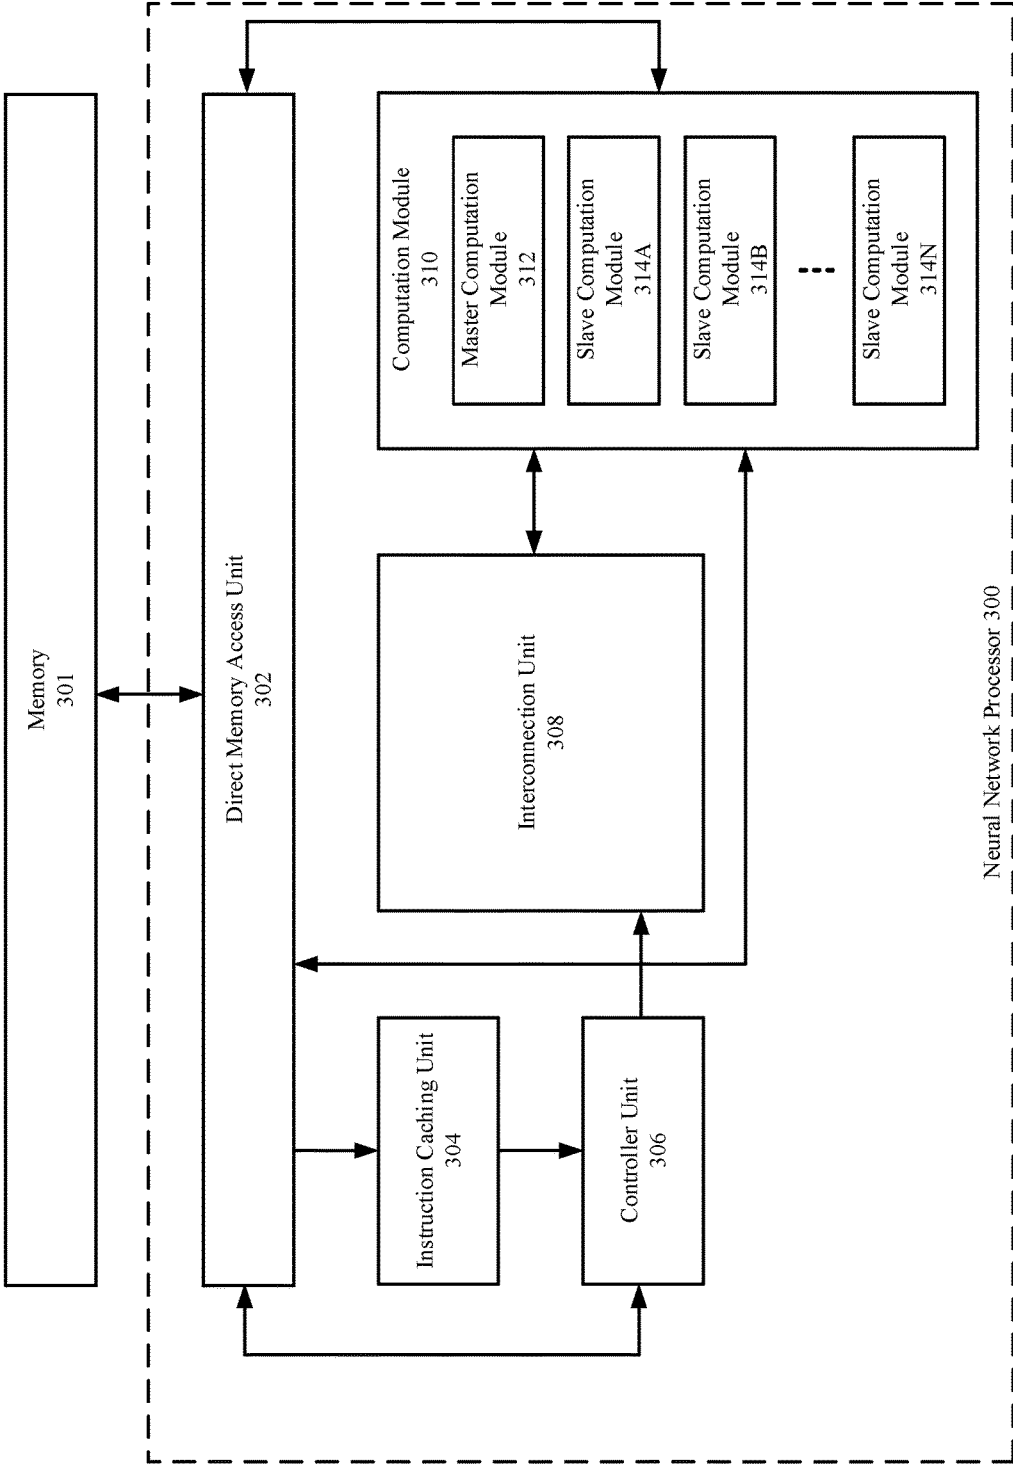 Memory
301
Direct Memory Access Unit
302
Instruction Caching Unit
304
Controller Unit
306
Interconnection Unit
308
Computation Module
310
Master Computation
Module
312
Slave Computation
Module
314A
Slave Computation
Module
314B
Slave Computation
Module
314N
Neural Network Processor 300